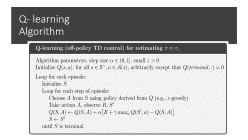 Q- learning
Algorithm
Q-learning (off-policy TD control) for estimating π ≈ π*
Algorithm parameters: step size α ∈ (0, 1], small ε > 0
Initialize Q(s, a), for all s ∈ S⁺, a ∈ A(s), arbitrarily except that Q(terminal, ·) = 0
Loop for each episode:
Initialize S
Loop for each step of episode:
Choose A from S using policy derived from Q (e.g., ε-greedy)
Take action A, observe R, S′
Q(S, A) ← Q(S, A) + α[R + γ maxₐ Q(S′, a) − Q(S, A)]
S ← S′
until S is terminal